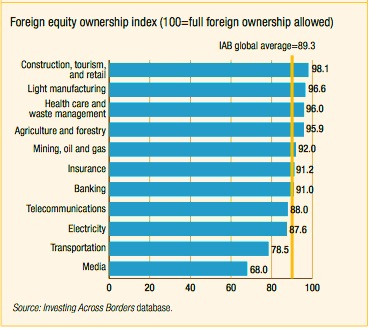 Foreign equity ownership index (100=full foreign ownership allowed)
IAB global average=89.3
Construction, tourism,
and retail
98.1
Light manufacturing
96.6
Health care and
waste management
96.0
Agriculture and forestry
95.9
Mining, oil and gas
92.0
Insurance
91.2
Banking
91.0
Telecommunications
88.0
Electricity
87.6
Transportation
78.5
Media
68.0
0 20 40 60 80 100
Source: Investing Across Borders database.